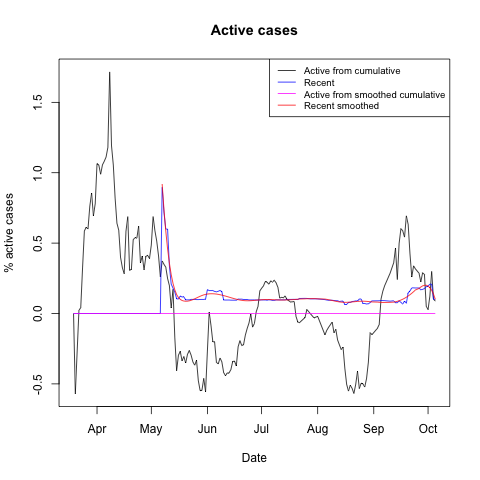 Active cases
Active from cumulative
Recent
Active from smoothed cumulative
Recent smoothed
% active cases
1.5
1.0
0.5
0.0
-0.5
Apr May Jun Jul Aug Sep Oct
Date